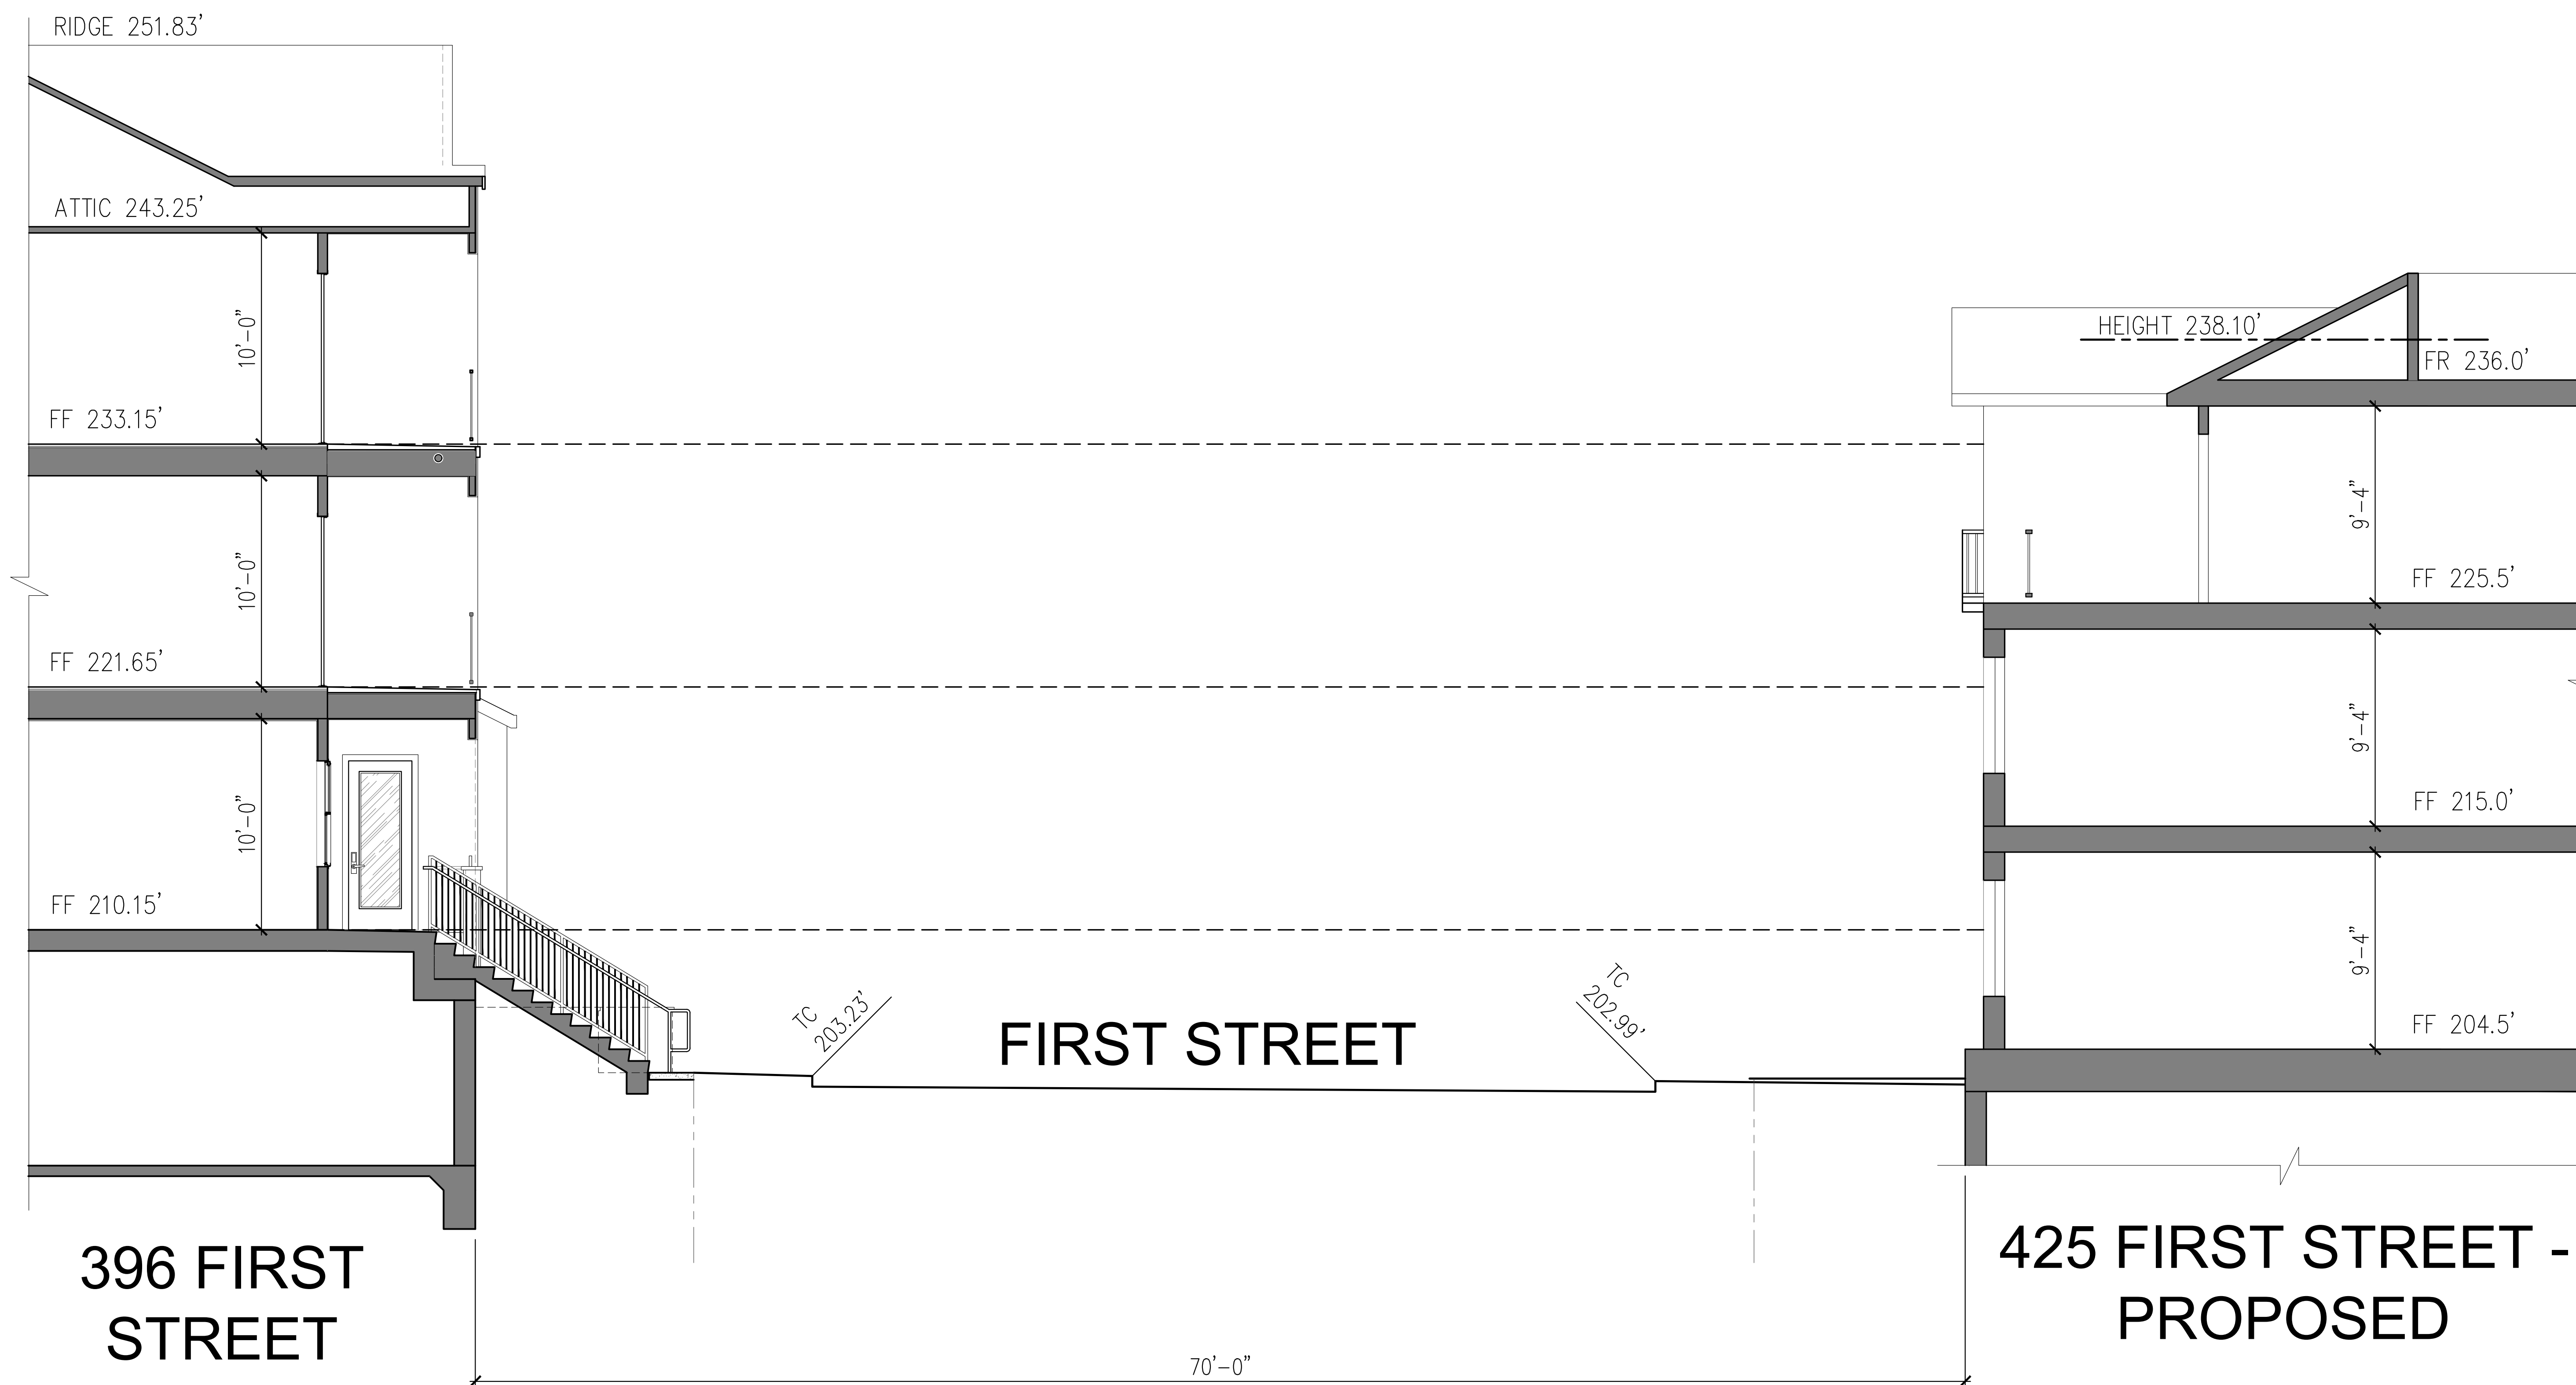 RIDGE 251.83'
ATTIC 243.25'
10'-0"
FF 233.15'
10'-0"
FF 221.65'
10'-0"
FF 210.15'
396 FIRST
STREET
TC
203.23'
FIRST STREET
TC
202.99'
70'-0"
HEIGHT 238.10'
FR 236.0'
9'-4"
FF 225.5'
9'-4"
FF 215.0'
9'-4"
FF 204.5'
425 FIRST STREET -
PROPOSED